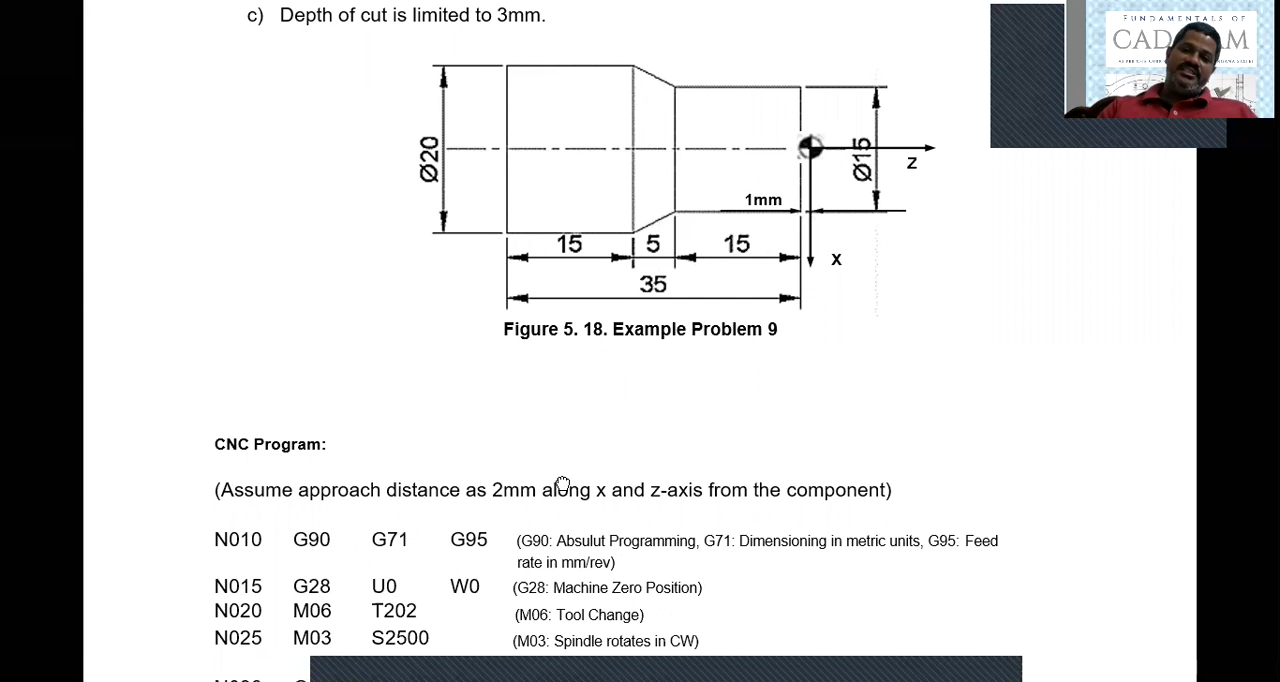 c) Depth of cut is limited to 3mm.
FUNDAMENTALS OF
Ø20
Ø15
Z
1mm
15 5 15
X
35
Figure 5. 18. Example Problem 9
CNC Program:
(Assume approach distance as 2mm along x and z-axis from the component)
N010 G90 G71 G95 (G90: Absulut Programming, G71: Dimensioning in metric units, G95: Feed
rate in mm/rev)
N015 G28 U0 W0 (G28: Machine Zero Position)
N020 M06 T202 (M06: Tool Change)
N025 M03 S2500 (M03: Spindle rotates in CW)